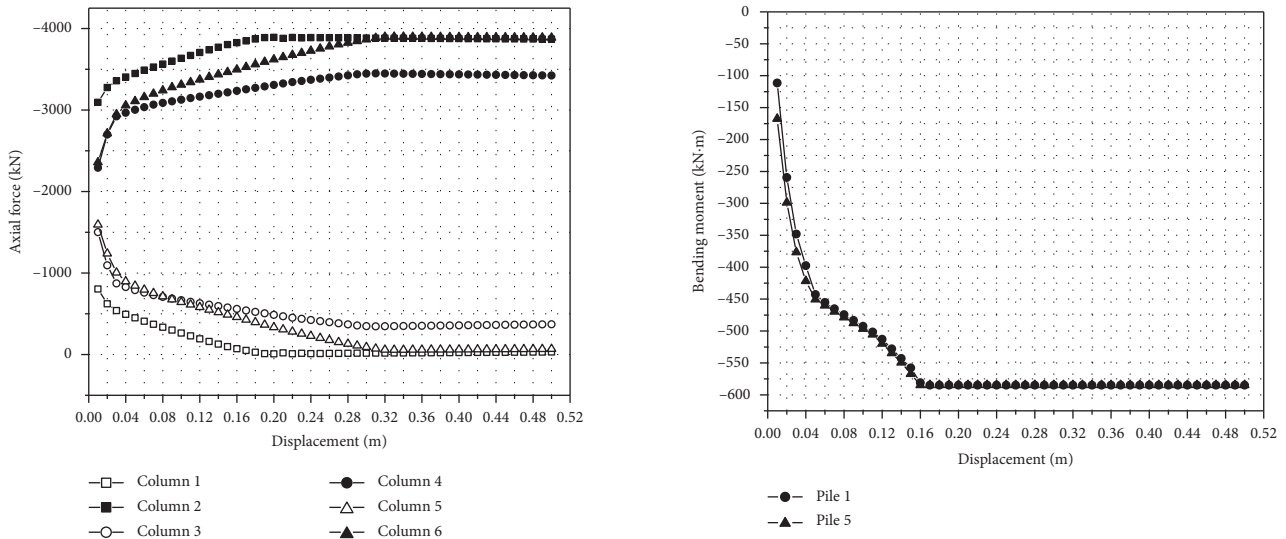 Axial force (kN)
–4000
–3000
–2000
–1000
0
0.00 0.04 0.08 0.12 0.16 0.20 0.24 0.28 0.32 0.36 0.40 0.44 0.48 0.52
Displacement (m)
Column 1
Column 2
Column 3
Column 4
Column 5
Column 6
Bending moment (kN·m)
0
–50
–100
–150
–200
–250
–300
–350
–400
–450
–500
–550
–600
0.00 0.04 0.08 0.12 0.16 0.20 0.24 0.28 0.32 0.36 0.40 0.44 0.48 0.52
Displacement (m)
Pile 1
Pile 5